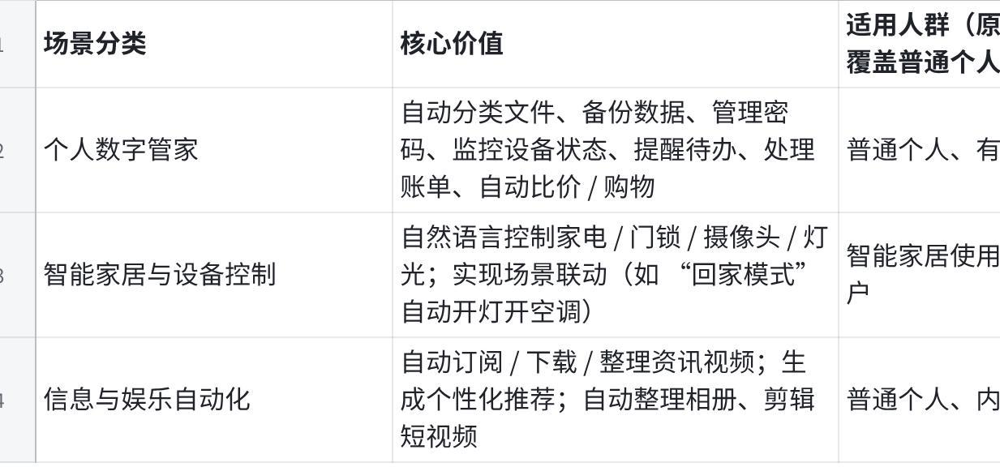 场景分类
核心价值
适用人群（原
覆盖普通个人
个人数字管家
自动分类文件、备份数据、管理密
码、监控设备状态、提醒待办、处理
账单、自动比价 / 购物
普通个人、有
智能家居与设备控制
自然语言控制家电 / 门锁 / 摄像头 / 灯
光；实现场景联动（如 “回家模式”
自动开灯开空调）
智能家居使用
户
信息与娱乐自动化
自动订阅 / 下载 / 整理资讯视频；生
成个性化推荐；自动整理相册、剪辑
短视频
普通个人、内